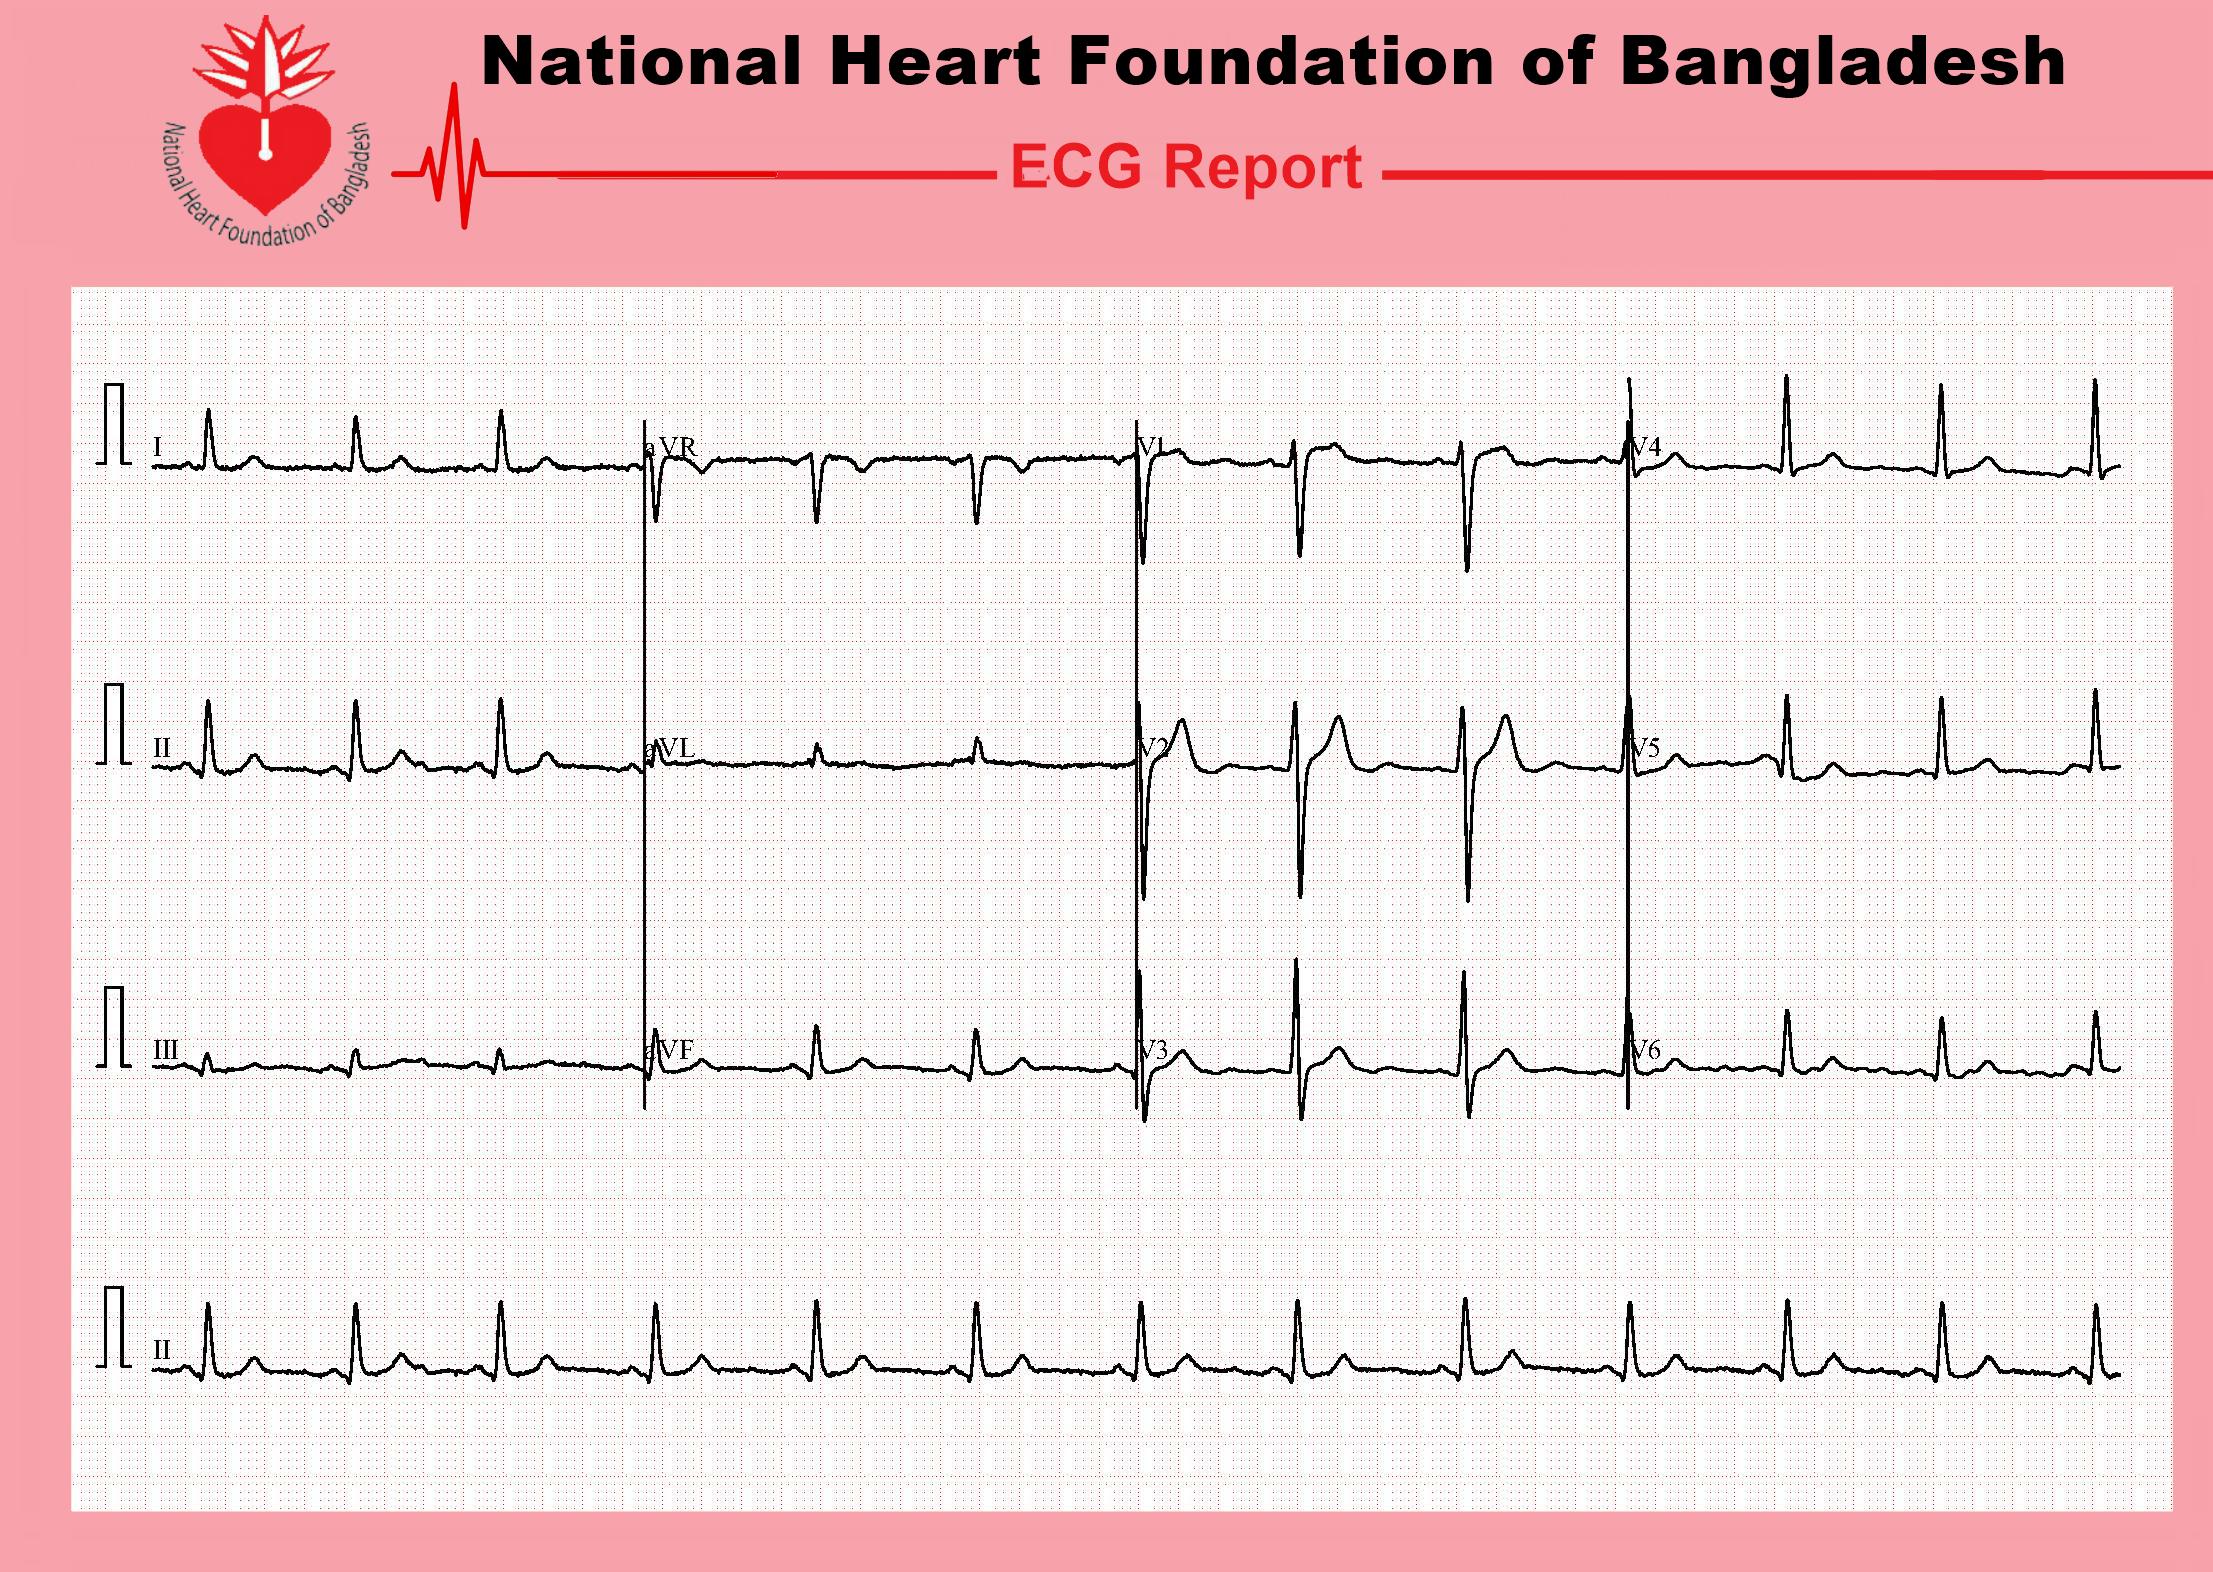 National Heart Foundation of Bangladesh
National Heart Foundation of Bangladesh
ECG Report
I aVR V1 V4
II aVL V2 V5
III aVF V3 V6
II